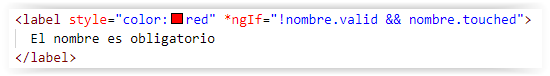 <label style="color:red" *ngIf="!nombre.valid && nombre.touched">
El nombre es obligatorio
</label>